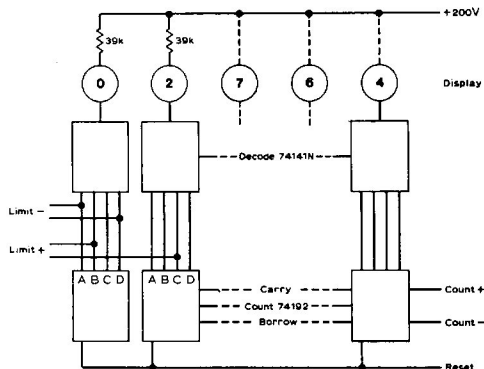 +200V
39k 39k
0 2 7 6 4 Display
Decode 74141N
Limit −
Limit +
A B C D A B C D
Carry Count +
Count 74192
Borrow Count −
Reset